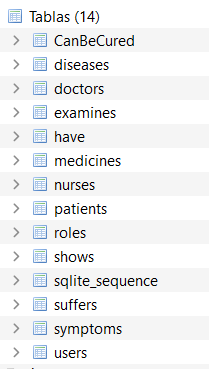 Tablas (14)
CanBeCured
diseases
doctors
examines
have
medicines
nurses
patients
roles
shows
sqlite_sequence
suffers
symptoms
users